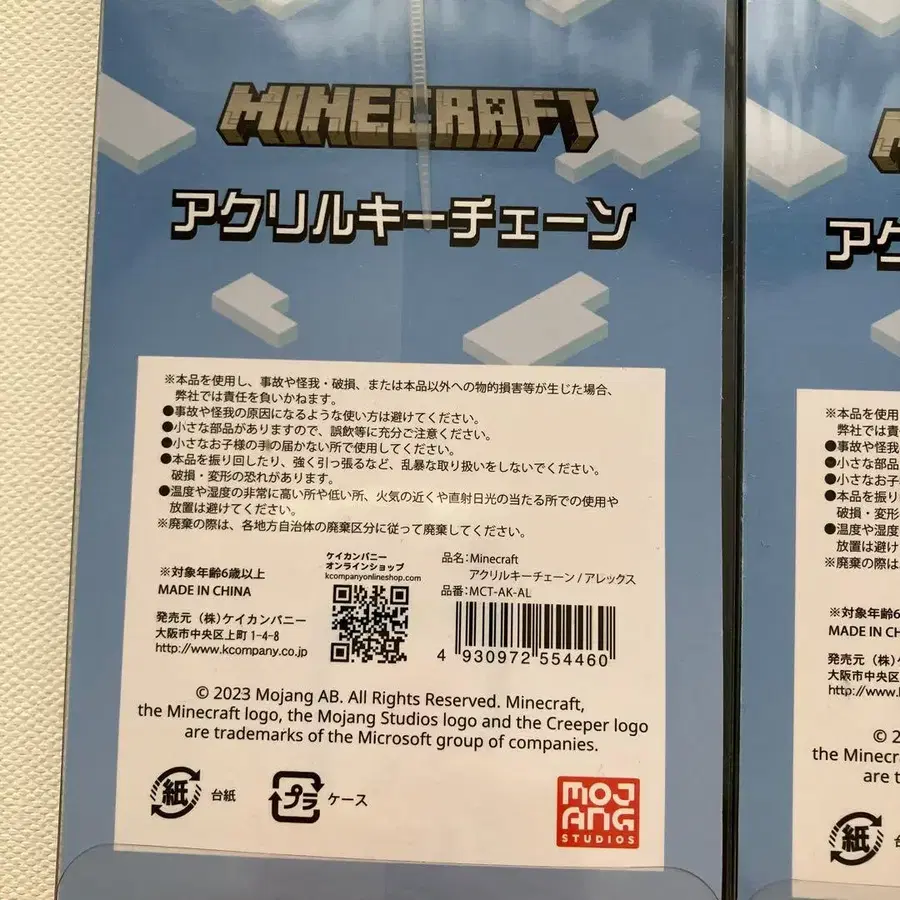 MINECRAFT
アクリルキーチェーン
※本品を使用し、事故や怪我・破損、または本品以外への物的損害等が生じた場合、
弊社では責任を負いかねます。
●事故や怪我の原因になるような使い方は避けてください。
●小さな部品がありますので、誤飲等に充分ご注意ください。
●小さなお子様の手の届かない所で使用してください。
●本品を振り回したり、強く引っ張るなど、乱暴な取り扱いをしないでください。
破損・変形の恐れがあります。
●温度や湿度の非常に高い所や低い所、火気の近くや直射日光の当たる所での使用や
放置は避けてください。
※廃棄の際は、各地方自治体の廃棄区分に従って廃棄してください。
※対象年齢6歳以上
MADE IN CHINA
発売元(株)ケイカンパニー
大阪市中央区上町1-4-8
http://www.kcompany.co.jp
ケイカンパニー
オンラインショップ
kcompanyonlineshop.com
品名:Minecraft
アクリルキーチェーン/アレックス
品番:MCT-AK-AL
4 930972 554460
© 2023 Mojang AB. All Rights Reserved. Minecraft,
the Minecraft logo, the Mojang Studios logo and the Creeper logo
are trademarks of the Microsoft group of companies.
紙 台紙
プラ ケース
MOJ
ANG
STUDIOS
アク
※本品を使用
弊社では責
●事故や怪我
●小さな部品
●小さなお子
●本品を振り
破損・変形
●温度や湿度
放置は避け
※廃棄の際は
※対象年齢6
MADE IN CH
発売元(株)
大阪市中央区
http://www.
© 2
the Minecr
are t
紙